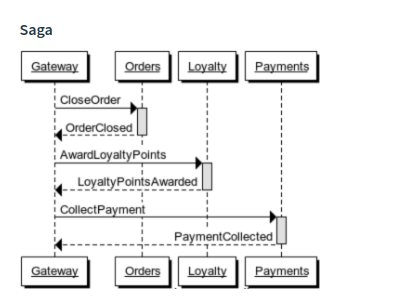 Saga
Gateway Orders Loyalty Payments
CloseOrder
OrderClosed
AwardLoyaltyPoints
LoyaltyPointsAwarded
CollectPayment
PaymentCollected
Gateway Orders Loyalty Payments